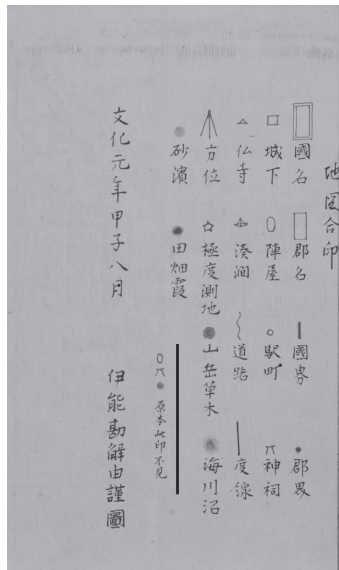 地図合印
國名 郡名 國界 郡界
城下 陣屋 駅町 神祠
仏寺 湊澗 道路 度線
方位 極度測地 山岳草木 海川沼
砂濱 田畑霞
原本此印不見
文化元年甲子八月 伊能勘解由謹圖